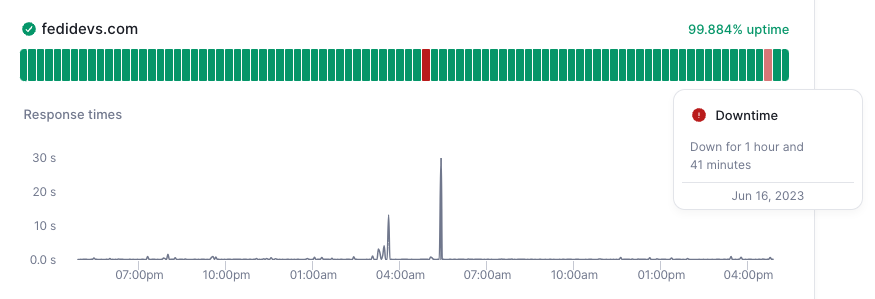 fedidevs.com
99.884% uptime
Response times
Downtime
Down for 1 hour and
41 minutes
Jun 16, 2023
30 s
20 s
10 s
0.0 s
07:00pm 10:00pm 01:00am 04:00am 07:00am 10:00am 01:00pm 04:00pm